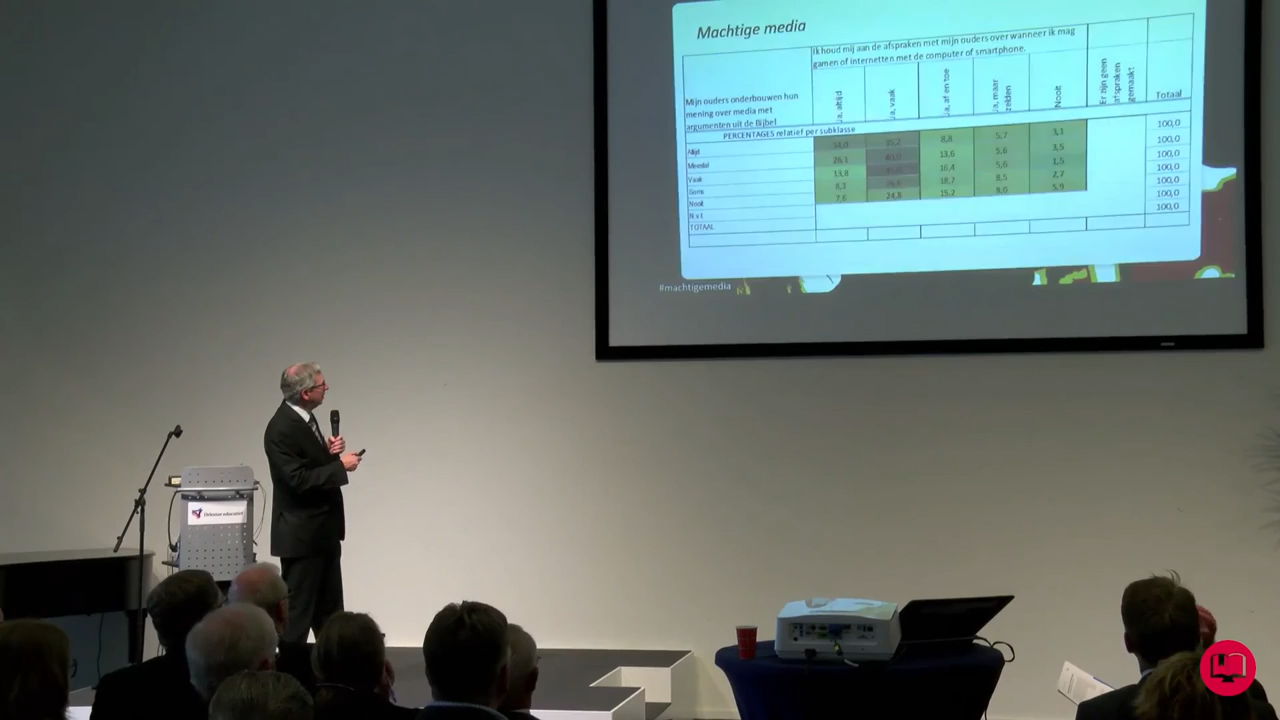 Machtige media
Ik houd mij aan de afspraken met mijn ouders over wanneer ik mag
gamen of internetten met de computer of smartphone.
Mijn ouders onderbouwen hun
mening over media met
argumenten uit de Bijbel
Ja, altijd
Ja, vaak
Ja, af en toe
Ja, maar
zelden
Nooit
Er zijn geen
afspraken
gemaakt
Totaal
PERCENTAGES relatief per subklasse
100,0
Altijd 8,8 5,7 3,1 100,0
Meestal 26,1 13,6 5,6 3,5 100,0
Vaak 13,8 16,4 5,6 1,5 100,0
Soms 8,3 18,7 8,5 2,7 100,0
Nooit 7,6 24,8 15,2 9,0 5,9 100,0
N.v.t. 100,0
TOTAAL
#machtigemedia
Driestar educatief